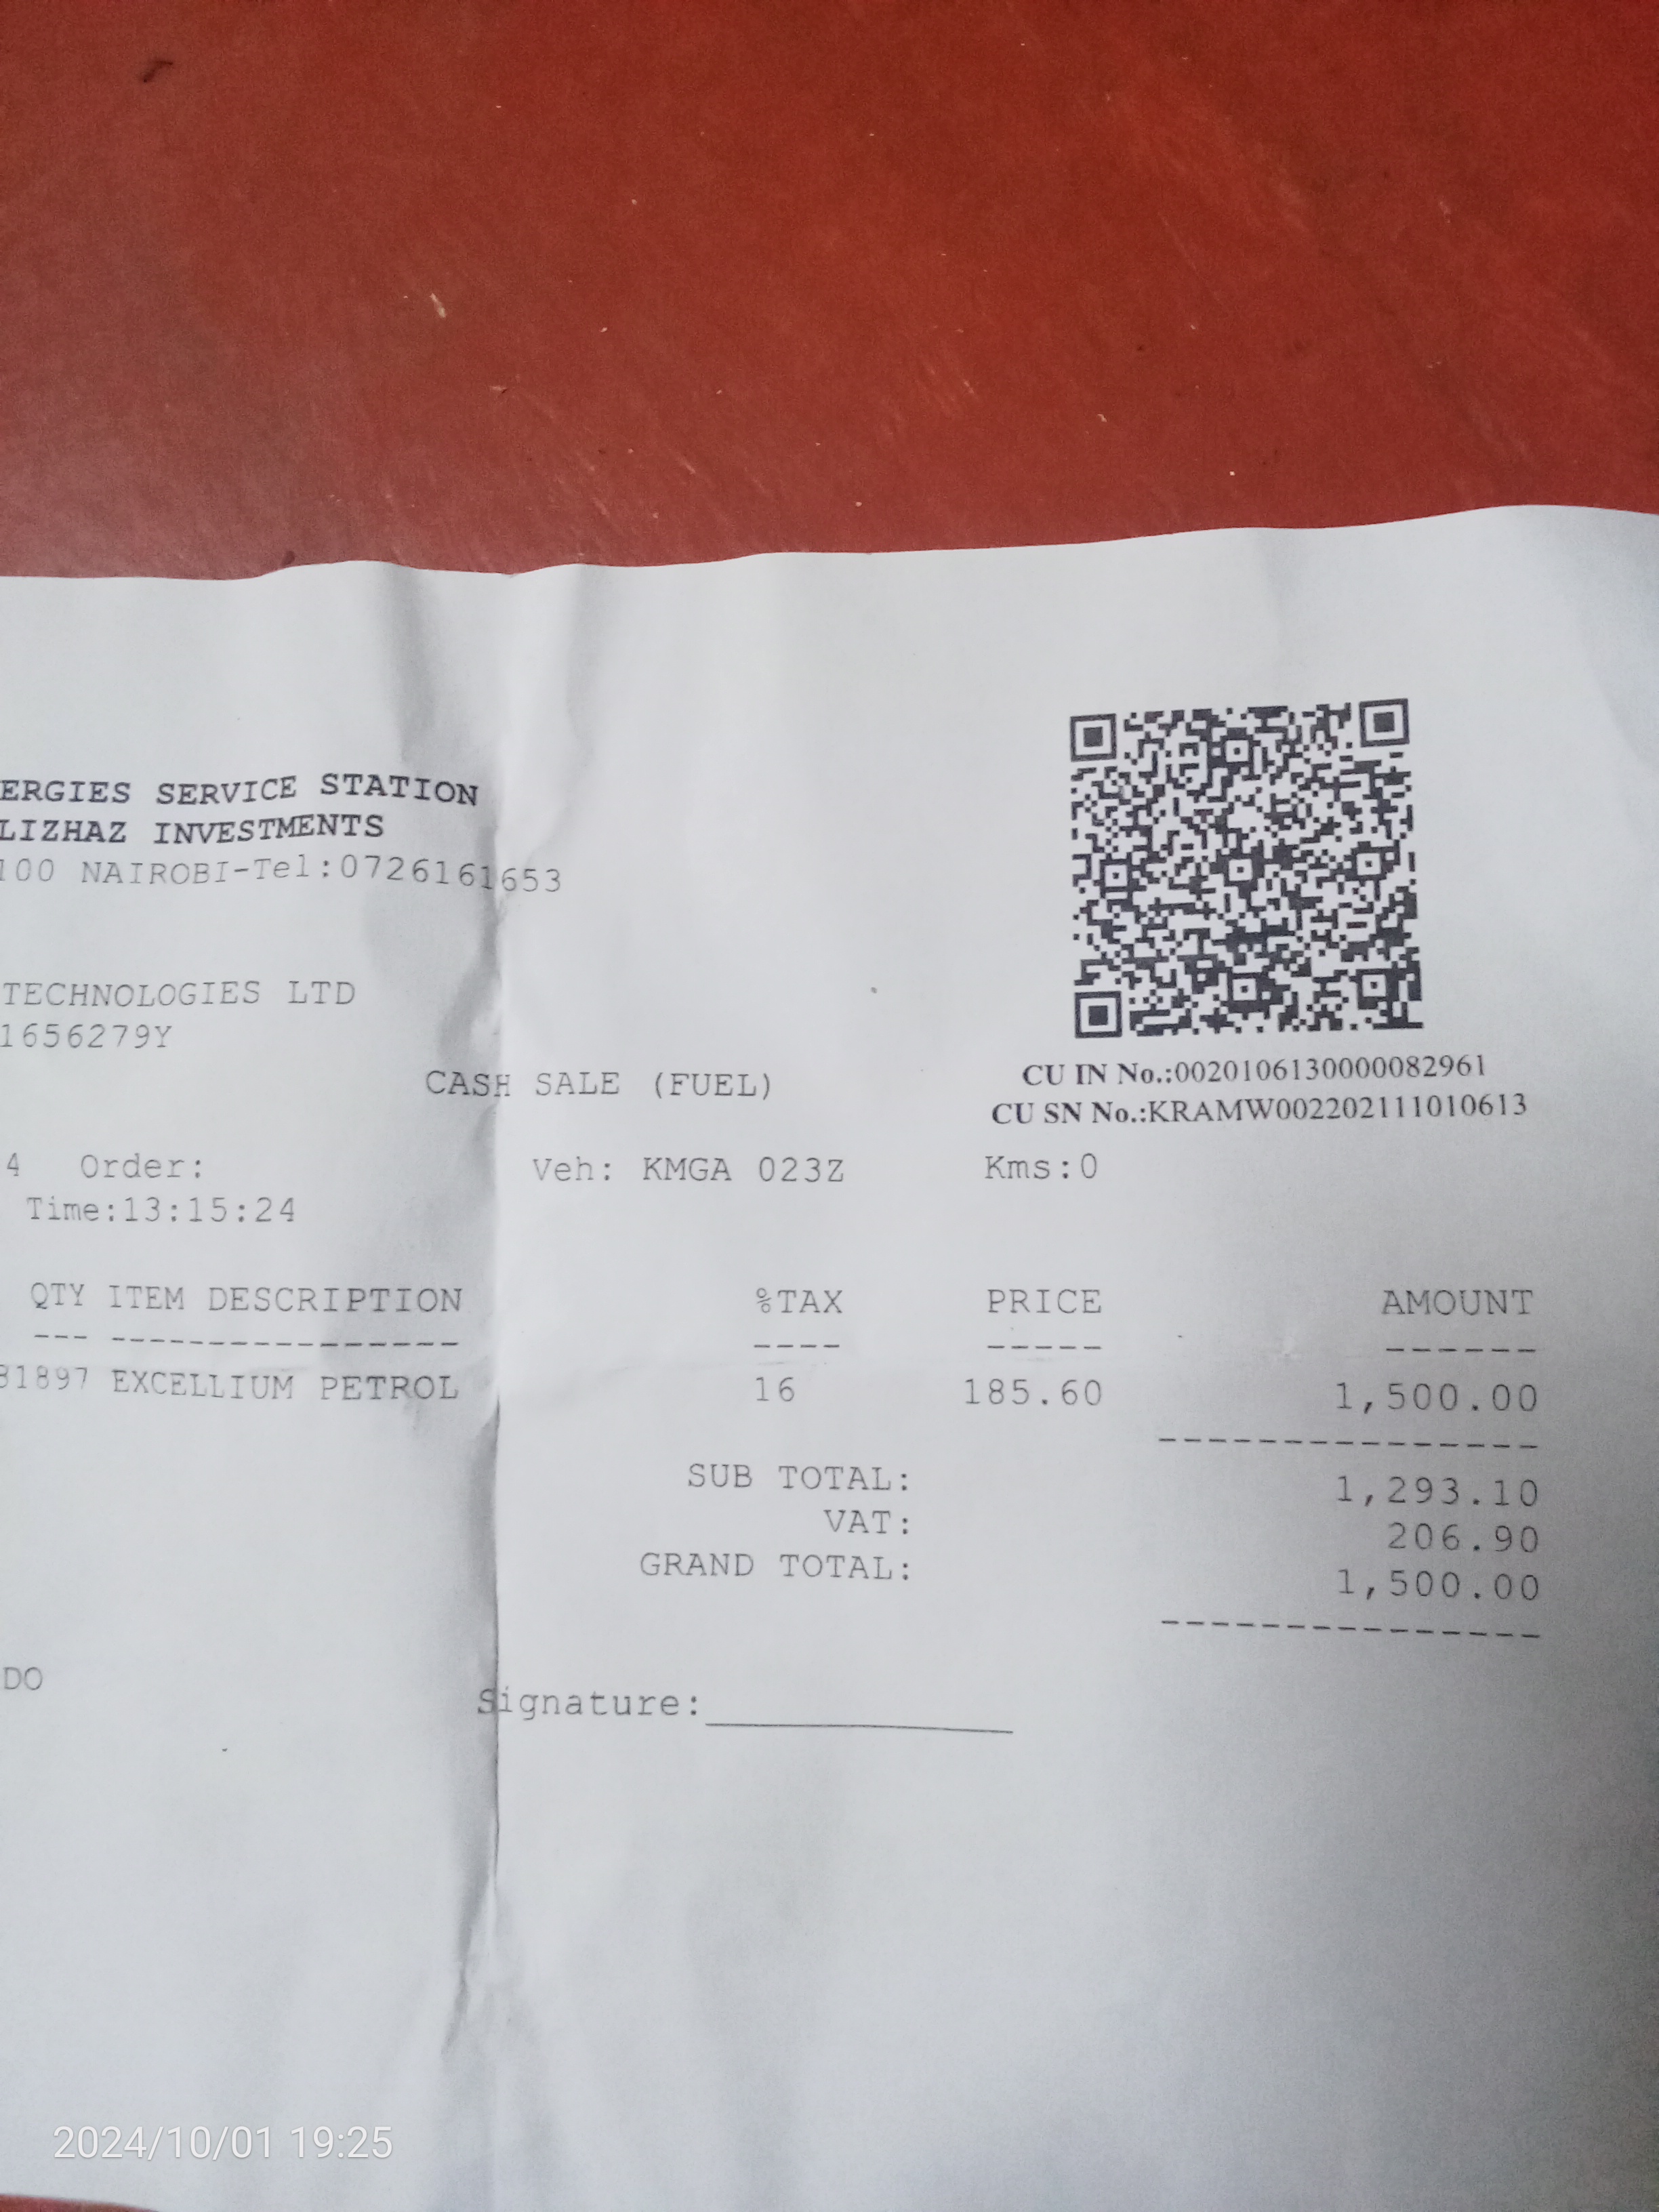 ERGIES SERVICE STATION
LIZHAZ INVESTMENTS
100 NAIROBI-Tel:0726161653
TECHNOLOGIES LTD
1656279Y
CASH SALE (FUEL)
CU IN No.:0020106130000082961
CU SN No.:KRAMW002202111010613
4 Order: Veh: KMGA 023Z Kms:0
Time:13:15:24
QTY ITEM DESCRIPTION %TAX PRICE AMOUNT
--- ---------------- ---- ----- ------
81897 EXCELLIUM PETROL 16 185.60 1,500.00
SUB TOTAL: 1,293.10
VAT: 206.90
GRAND TOTAL: 1,500.00
DO
Signature:
2024/10/01 19:25